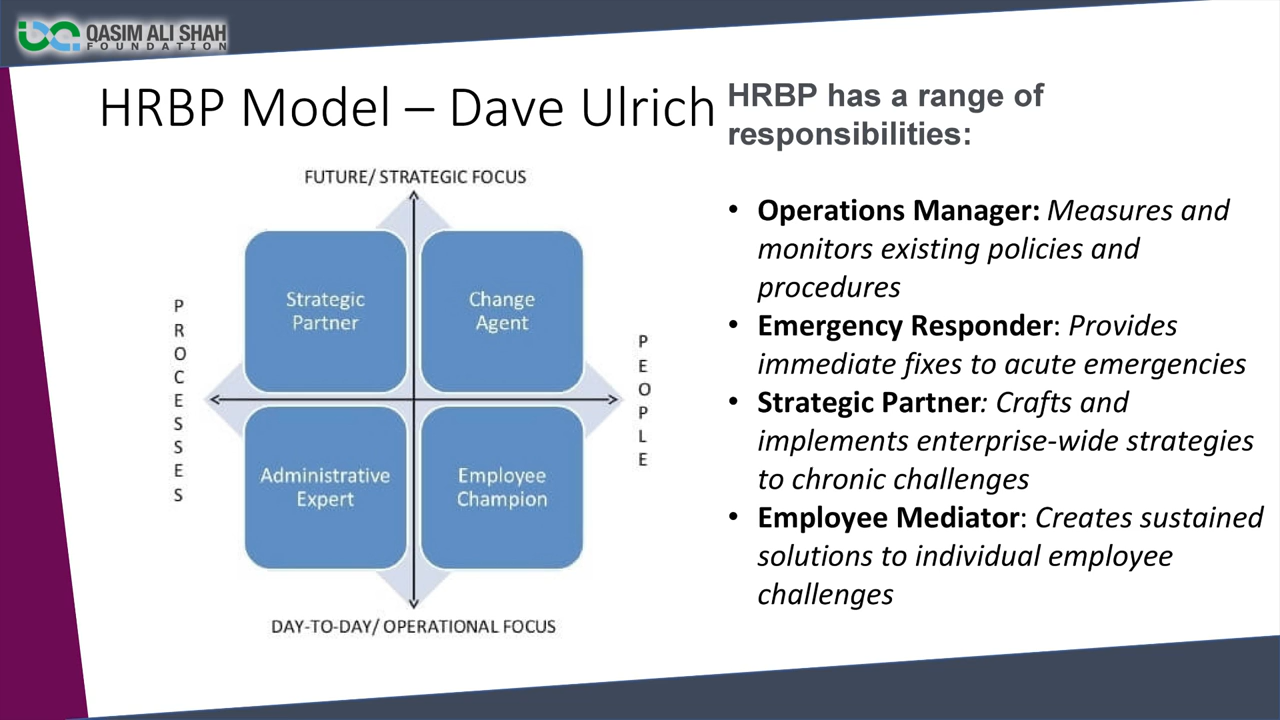 QASIM ALI SHAH
FOUNDATION
HRBP Model – Dave Ulrich
FUTURE/ STRATEGIC FOCUS
PROCESSES
Strategic
Partner
Change
Agent
PEOPLE
Administrative
Expert
Employee
Champion
DAY-TO-DAY/ OPERATIONAL FOCUS
HRBP has a range of
responsibilities:
• Operations Manager: Measures and
monitors existing policies and
procedures
• Emergency Responder: Provides
immediate fixes to acute emergencies
• Strategic Partner: Crafts and
implements enterprise-wide strategies
to chronic challenges
• Employee Mediator: Creates sustained
solutions to individual employee
challenges